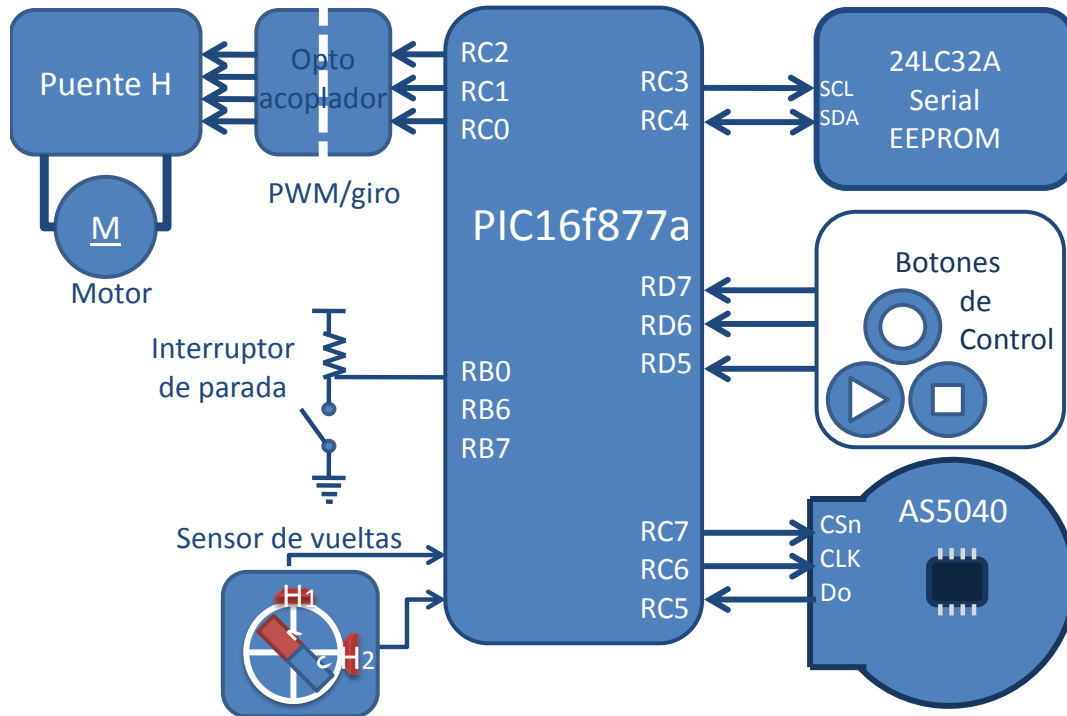 Puente H
Opto
acoplador
PWM/giro
M
Motor
RC2
RC1
RC0
RC3
RC4
PIC16f877a
RD7
RD6
RD5
RB0
RB6
RB7
RC7
RC6
RC5
24LC32A
Serial
EEPROM
SCL
SDA
Botones
de
Control
Interruptor
de parada
Sensor de vueltas
H1
H2
AS5040
CSn
CLK
Do